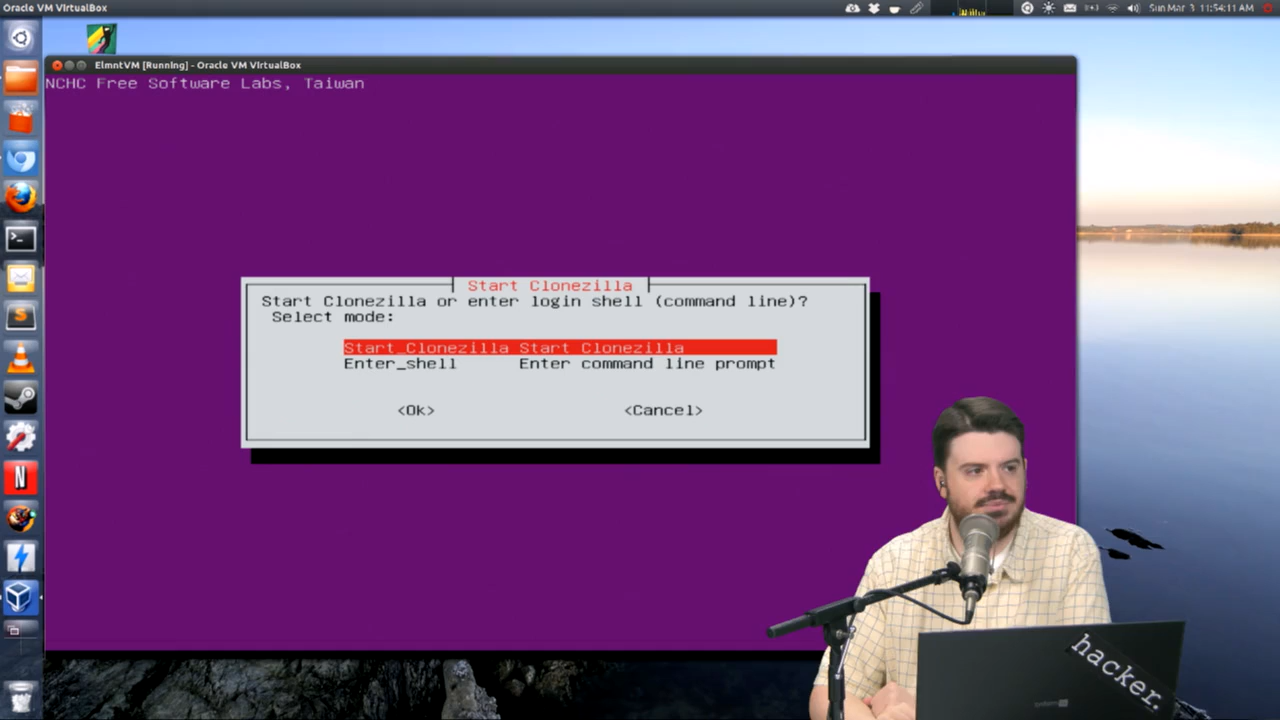 Oracle VM VirtualBox
Sun Mar 3 11:54:11 AM
ElmntVM [Running] - Oracle VM VirtualBox
NCHC Free Software Labs, Taiwan
Start Clonezilla
Start Clonezilla or enter login shell (command line)?
Select mode:
Start_Clonezilla Start Clonezilla
Enter_shell Enter command line prompt
<Ok> <Cancel>
N
hacker.